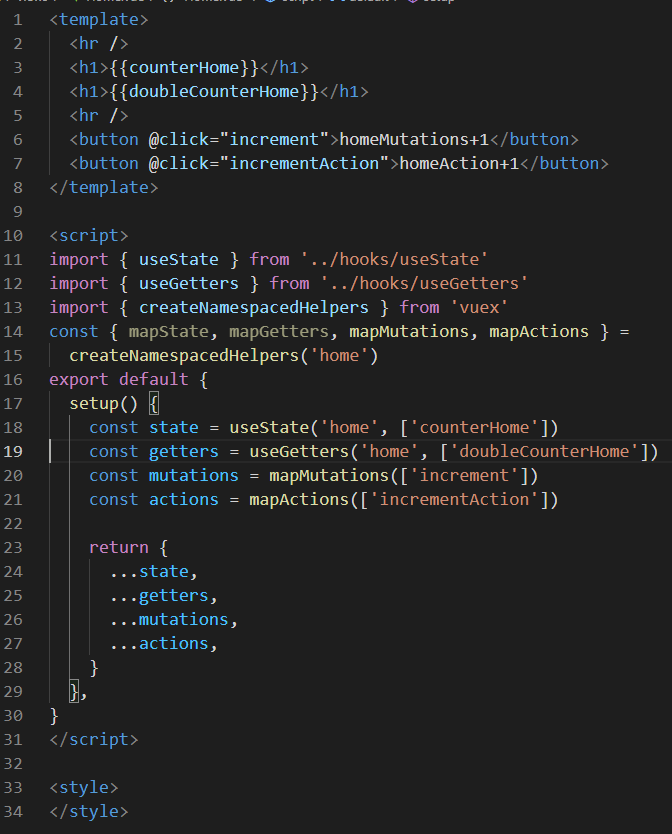 1 <template>
2   <hr />
3   <h1>{{counterHome}}</h1>
4   <h1>{{doubleCounterHome}}</h1>
5   <hr />
6   <button @click="increment">homeMutations+1</button>
7   <button @click="incrementAction">homeAction+1</button>
8 </template>
9
10 <script>
11 import { useState } from '../hooks/useState'
12 import { useGetters } from '../hooks/useGetters'
13 import { createNamespacedHelpers } from 'vuex'
14 const { mapState, mapGetters, mapMutations, mapActions } =
15   createNamespacedHelpers('home')
16 export default {
17   setup() {
18     const state = useState('home', ['counterHome'])
19     const getters = useGetters('home', ['doubleCounterHome'])
20     const mutations = mapMutations(['increment'])
21     const actions = mapActions(['incrementAction'])
22
23     return {
24       ...state,
25       ...getters,
26       ...mutations,
27       ...actions,
28     }
29   },
30 }
31 </script>
32
33 <style>
34 </style>